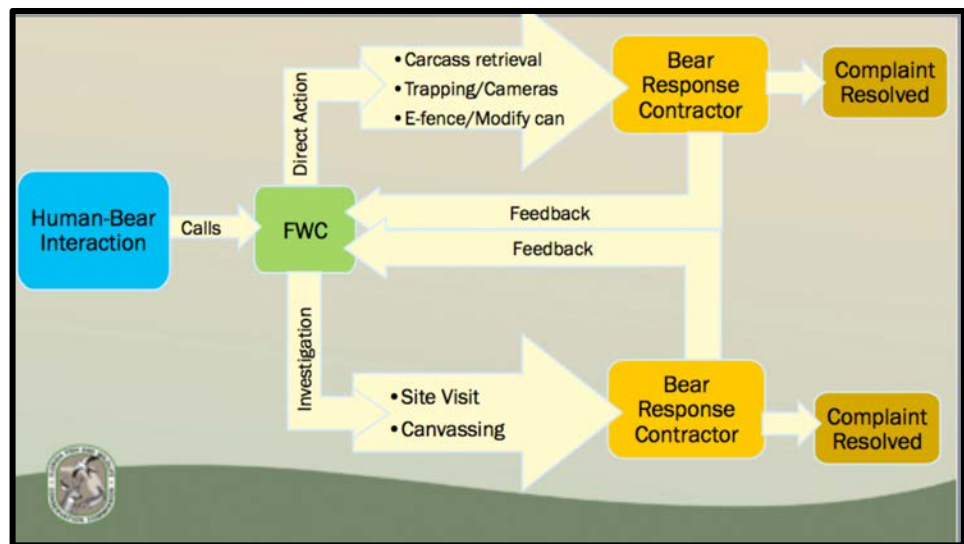 • Carcass retrieval
• Trapping/Cameras
• E-fence/Modify can
Bear
Response
Contractor
Complaint
Resolved
Direct Action
Human-Bear
Interaction
Calls
FWC
Feedback
Feedback
Investigation
• Site Visit
• Canvassing
Bear
Response
Contractor
Complaint
Resolved